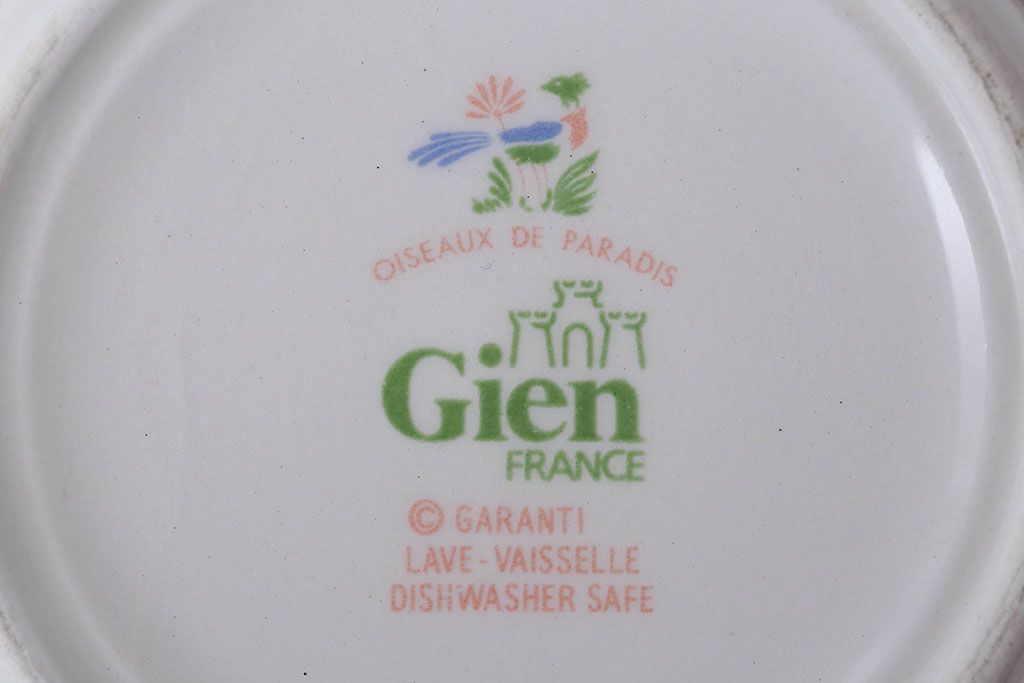 OISEAUX DE PARADIS
Gien
FRANCE
© GARANTI
LAVE-VAISSELLE
DISHWASHER SAFE